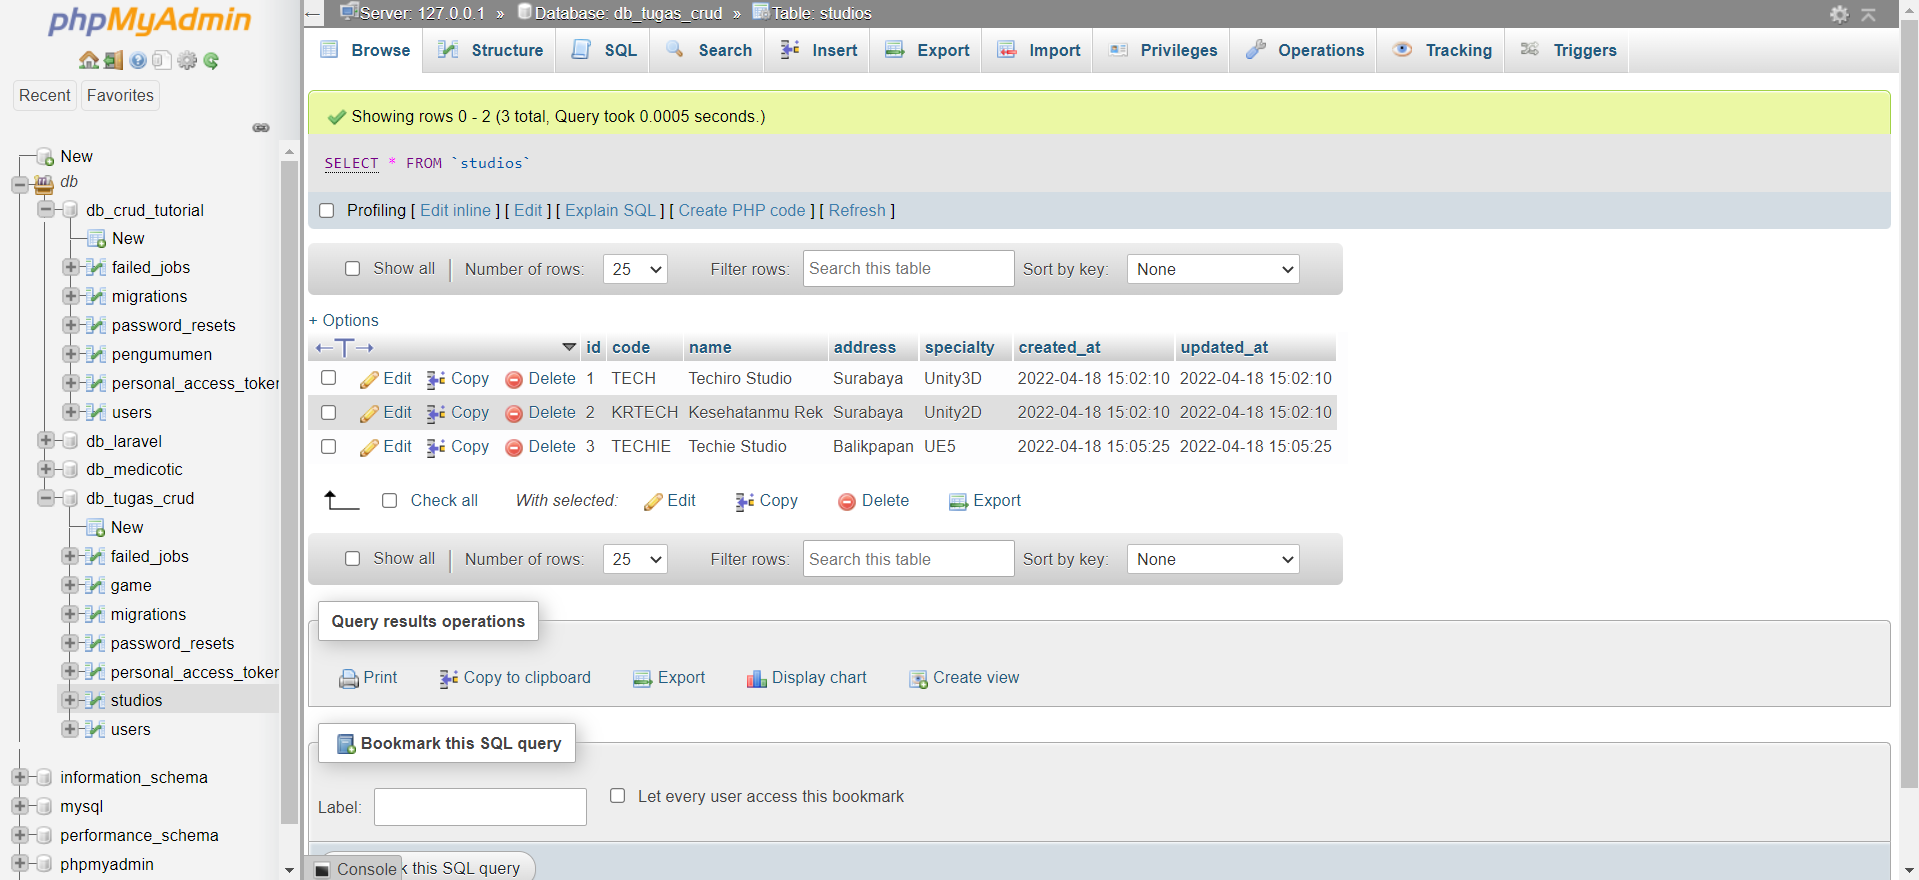 phpMyAdmin
Recent Favorites
New
db
db_crud_tutorial
New
failed_jobs
migrations
password_resets
pengumumen
personal_access_toker
users
db_laravel
db_medicotic
db_tugas_crud
New
failed_jobs
game
migrations
password_resets
personal_access_toker
studios
users
information_schema
mysql
performance_schema
phpmyadmin
Server: 127.0.0.1 » Database: db_tugas_crud » Table: studios
Browse Structure SQL Search Insert Export Import Privileges Operations Tracking Triggers
Showing rows 0 - 2 (3 total, Query took 0.0005 seconds.)
SELECT * FROM `studios`
Profiling [ Edit inline ] [ Edit ] [ Explain SQL ] [ Create PHP code ] [ Refresh ]
Show all Number of rows: 25 Filter rows: Search this table Sort by key: None
+ Options
id code name address specialty created_at updated_at
Edit Copy Delete 1 TECH Techiro Studio Surabaya Unity3D 2022-04-18 15:02:10 2022-04-18 15:02:10
Edit Copy Delete 2 KRTECH Kesehatanmu Rek Surabaya Unity2D 2022-04-18 15:02:10 2022-04-18 15:02:10
Edit Copy Delete 3 TECHIE Techie Studio Balikpapan UE5 2022-04-18 15:05:25 2022-04-18 15:05:25
Check all With selected: Edit Copy Delete Export
Show all Number of rows: 25 Filter rows: Search this table Sort by key: None
Query results operations
Print Copy to clipboard Export Display chart Create view
Bookmark this SQL query
Label: Let every user access this bookmark
Console k this SQL query